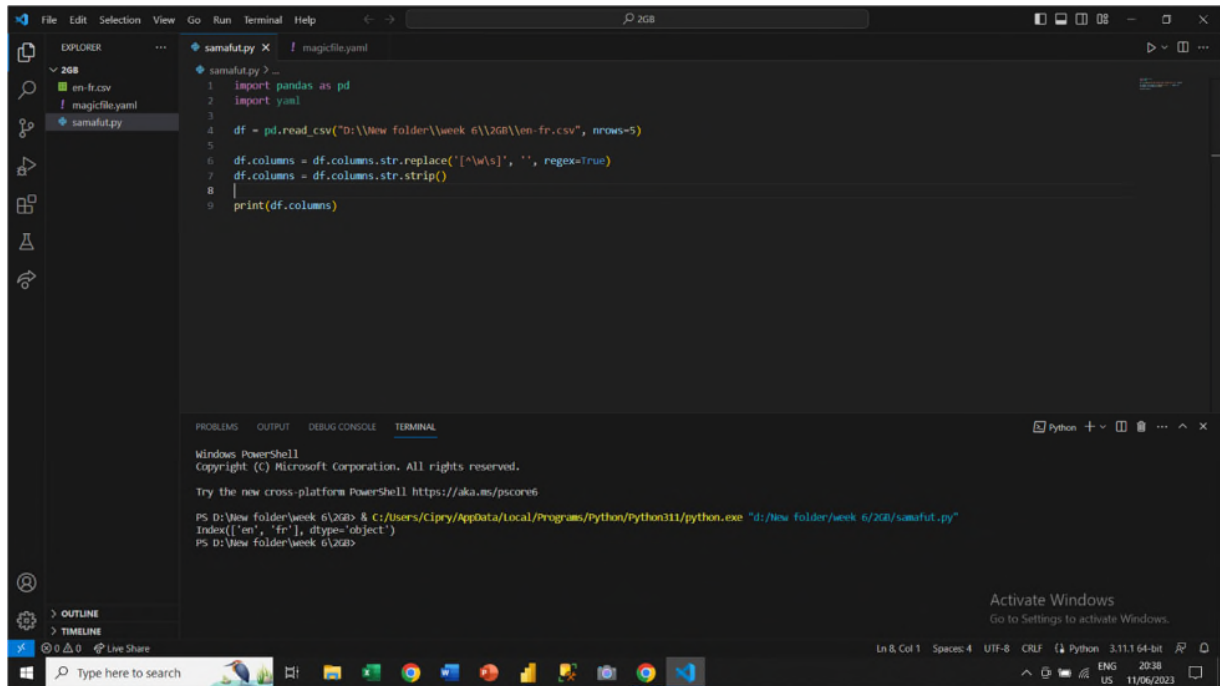 File Edit Selection View Go Run Terminal Help
2GB
EXPLORER
samafut.py
! magicfile.yaml
2GB
en-fr.csv
! magicfile.yaml
samafut.py
samafut.py > ...
1 import pandas as pd
2 import yaml
3
4 df = pd.read_csv("D:\\New folder\\week 6\\2GB\\en-fr.csv", nrows=5)
5
6 df.columns = df.columns.str.replace('[^\w\s]', '', regex=True)
7 df.columns = df.columns.str.strip()
8
9 print(df.columns)
PROBLEMS OUTPUT DEBUG CONSOLE TERMINAL
Python
Windows PowerShell
Copyright (C) Microsoft Corporation. All rights reserved.
Try the new cross-platform PowerShell https://aka.ms/pscore6
PS D:\New folder\week 6\2GB> & C:/Users/Cipry/AppData/Local/Programs/Python/Python311/python.exe "d:/New folder/week 6/2GB/samafut.py"
Index(['en', 'fr'], dtype='object')
PS D:\New folder\week 6\2GB>
Activate Windows
Go to Settings to activate Windows.
OUTLINE
TIMELINE
0 0 Live Share
Ln 8, Col 1 Spaces: 4 UTF-8 CRLF Python 3.11.1 64-bit
Type here to search
ENG
US
20:38
11/06/2023